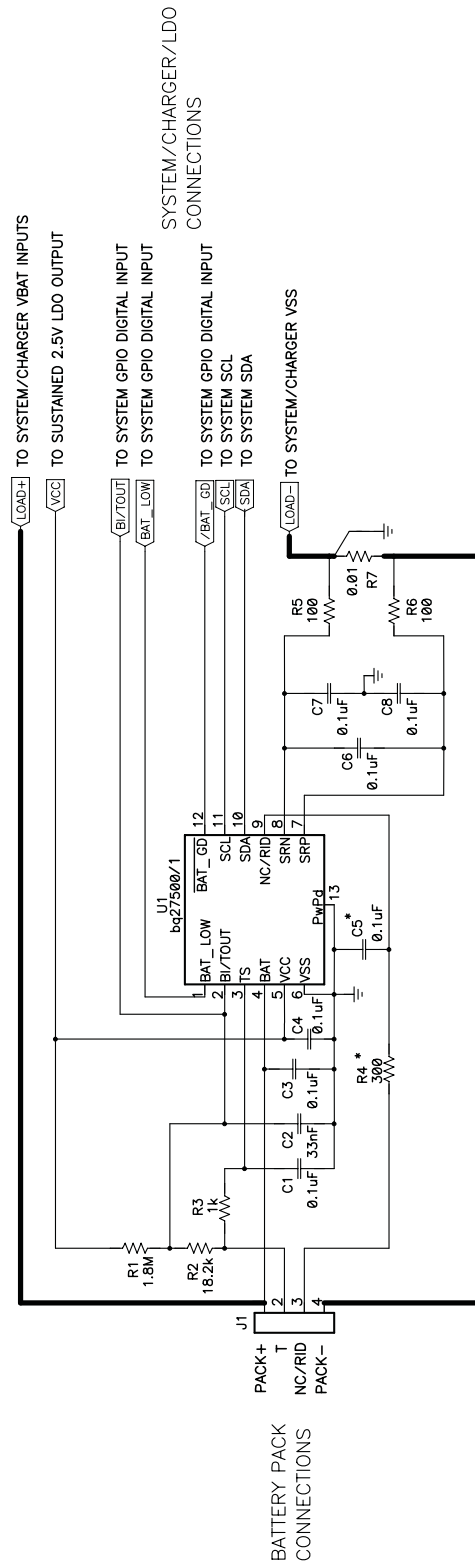 LOAD+ TO SYSTEM/CHARGER VBAT INPUTS
VCC TO SUSTAINED 2.5V LDO OUTPUT
BI/TOUT TO SYSTEM GPIO DIGITAL INPUT
BAT_LOW TO SYSTEM GPIO DIGITAL INPUT
SYSTEM/CHARGER/LDO
CONNECTIONS
/BAT_GD TO SYSTEM GPIO DIGITAL INPUT
SCL TO SYSTEM SCL
SDA TO SYSTEM SDA
LOAD- TO SYSTEM/CHARGER VSS
R1
1.8M
R2
18.2k
R3
1k
U1
bq27500/1
1 BAT_LOW
2 BI/TOUT
3 TS
4 BAT
5 VCC
6 VSS
BAT_GD 12
SCL 11
SDA 10
NC/RID 9
SRN 8
SRP 7
PwPd 13
C1
0.1uF
C2
33nF
C3
0.1uF
C4
0.1uF
C5 *
0.1uF
R4 *
300
C6
0.1uF
C7
0.1uF
C8
0.1uF
R5
100
R6
100
0.01
R7
J1
PACK+
T 2
NC/RID 3
PACK- 4
BATTERY PACK
CONNECTIONS